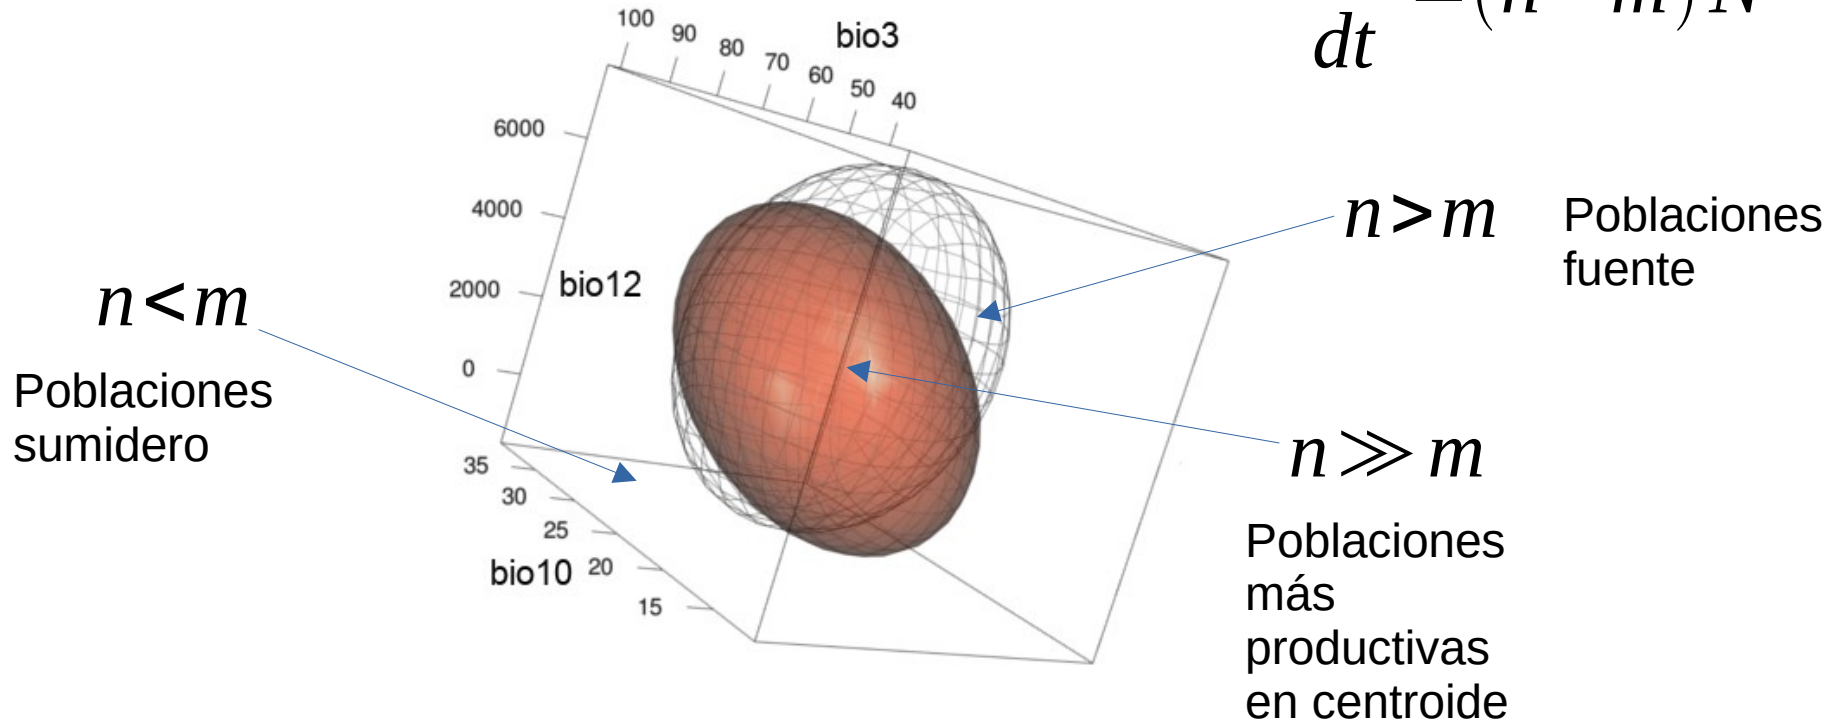 dt
=(n−m)N
100
90
80
70
60
50
40
bio3
6000
4000
2000
0
bio12
n>m
Poblaciones
fuente
n<m
Poblaciones
sumidero
n≫m
Poblaciones
más
productivas
en centroide
35
30
25
20
15
bio10